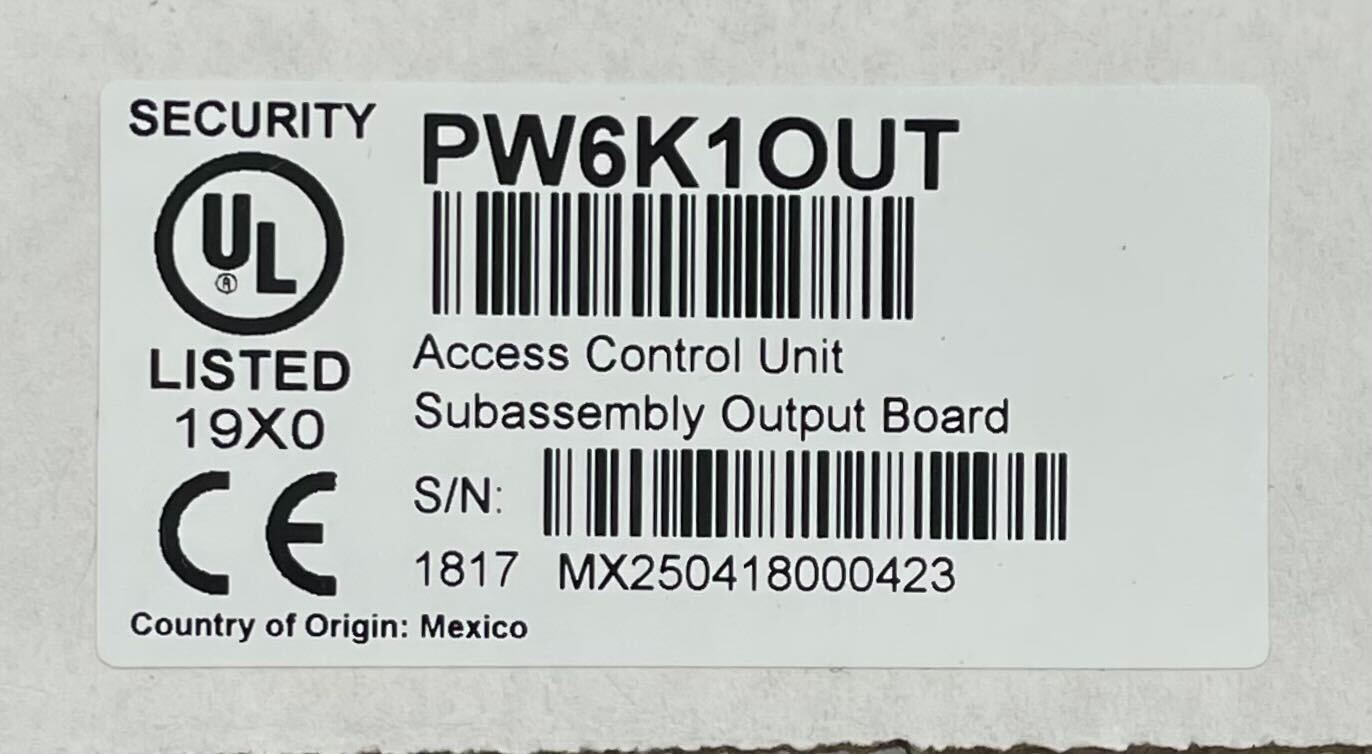 SECURITY
UL
®
LISTED
19X0
CE
PW6K1OUT
Access Control Unit
Subassembly Output Board
S/N:
1817 MX250418000423
Country of Origin: Mexico